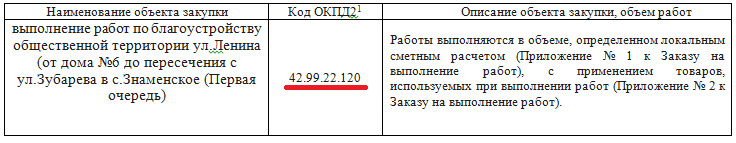 Наименование объекта закупки
Код ОКПД2¹
Описание объекта закупки, объем работ
выполнение работ по благоустройству
общественной территории ул.Ленина
(от дома №6 до пересечения с
ул.Зубарева в с.Знаменское (Первая
очередь)
42.99.22.120
Работы выполняются в объеме, определенном локальным
сметным расчетом (Приложение № 1 к Заказу на
выполнение работ), с применением товаров,
используемых при выполнении работ (Приложение № 2 к
Заказу на выполнение работ).